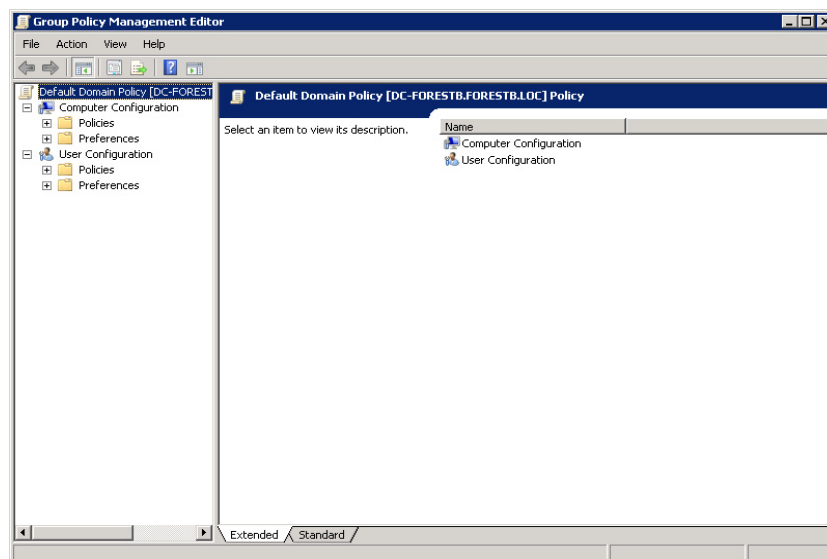 Group Policy Management Editor
File Action View Help
Default Domain Policy [DC-FOREST
Computer Configuration
Policies
Preferences
User Configuration
Policies
Preferences
Default Domain Policy [DC-FORESTB.FORESTB.LOC] Policy
Select an item to view its description.
Name
Computer Configuration
User Configuration
Extended Standard